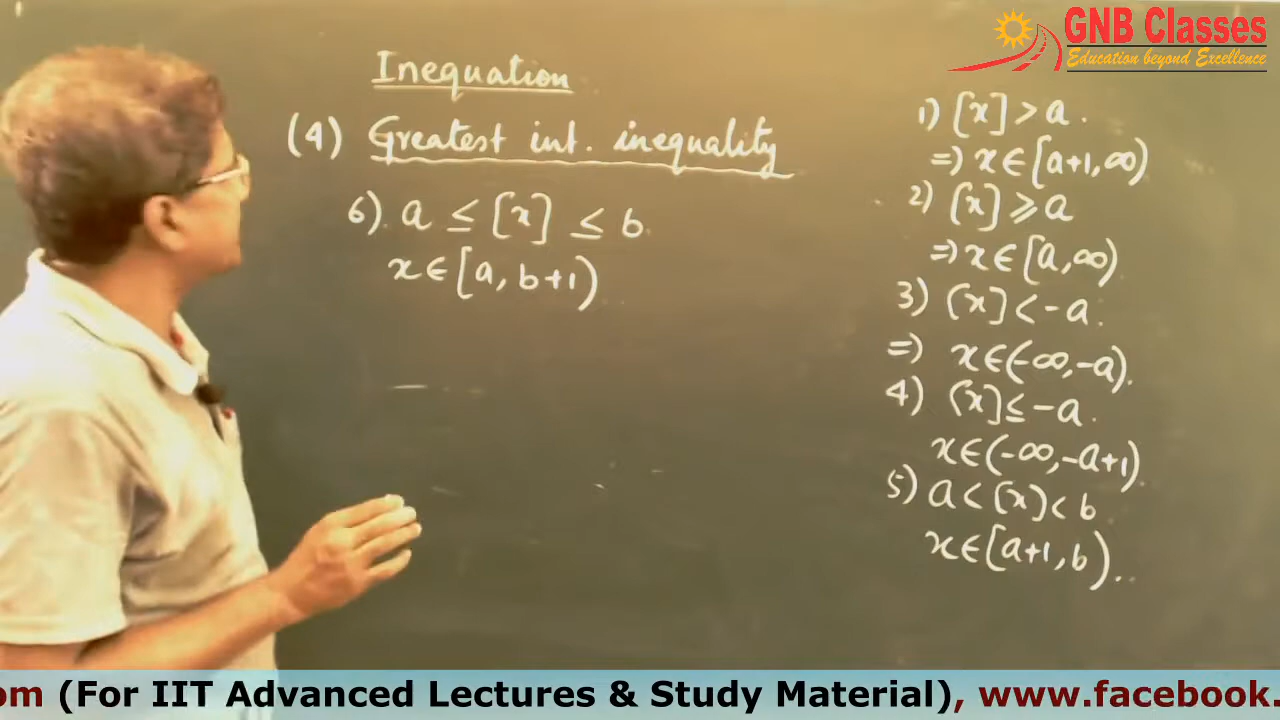 GNB Classes
Education beyond Excellence
Inequation
(4) Greatest int. inequality
6). a ≤ [x] ≤ b.
x ∈ [a, b+1)
1) [x] > a.
=) x ∈ [a+1, ∞)
2) [x] ⩾ a
=) x ∈ [a, ∞)
3) [x] < -a.
=) x ∈ (-∞, -a).
4) [x] ≤ -a.
x ∈ (-∞, -a+1).
5) a < [x] < b
x ∈ [a+1, b)..
om (For IIT Advanced Lectures & Study Material), www.facebook.